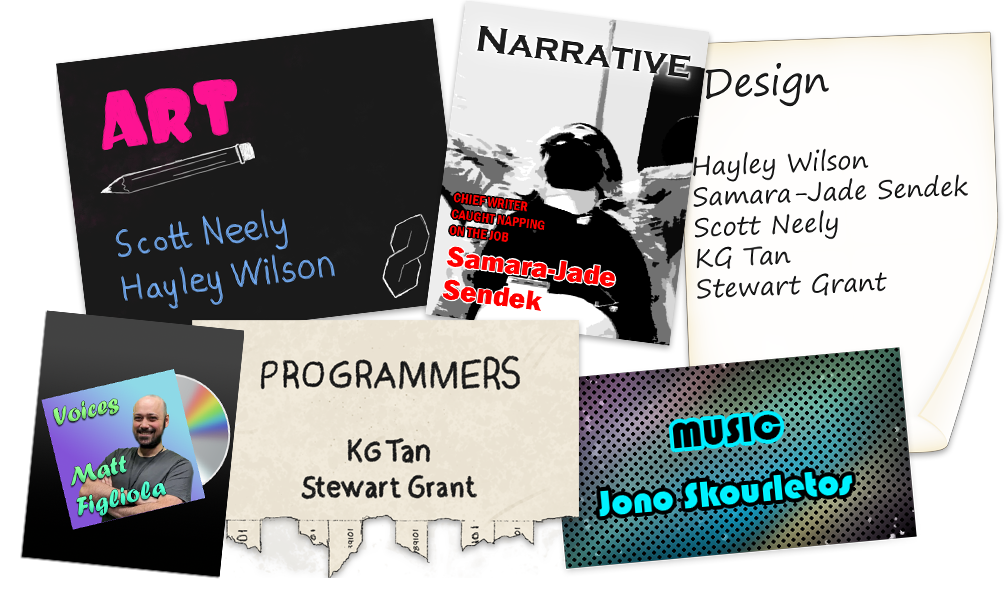 ART
Scott Neely
Hayley Wilson
NARRATIVE
CHIEF WRITER
CAUGHT NAPPING
ON THE JOB
Samara-Jade
Sendek
Design
Hayley Wilson
Samara-Jade Sendek
Scott Neely
KG Tan
Stewart Grant
Voices
Matt
Figliola
PROGRAMMERS
KG Tan
Stewart Grant
MUSIC
Jono Skourletos